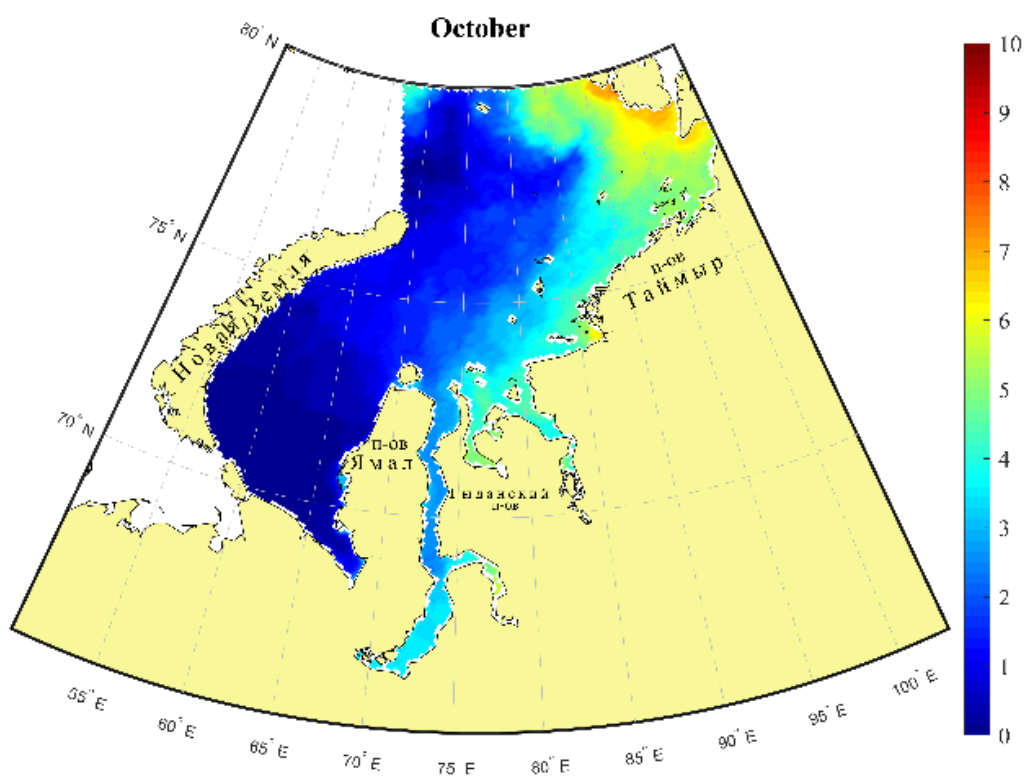 October
80° N
75° N
70° N
Новая Земля
п-ов
Таймыр
п-ов
Ямал
Гыданский
п-ов
55° E
60° E
65° E
70° E
75 E
80° E
85° E
90° E
95° E
100° E
10
9
8
7
6
5
4
3
2
1
0